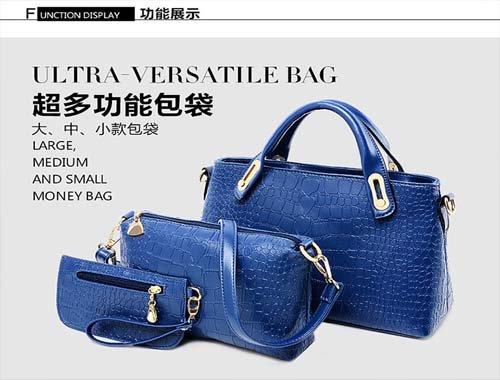 FUNCTION DISPLAY 功能展示
ULTRA-VERSATILE BAG
超多功能包袋
大、中、小款包袋
LARGE,
MEDIUM
AND SMALL
MONEY BAG